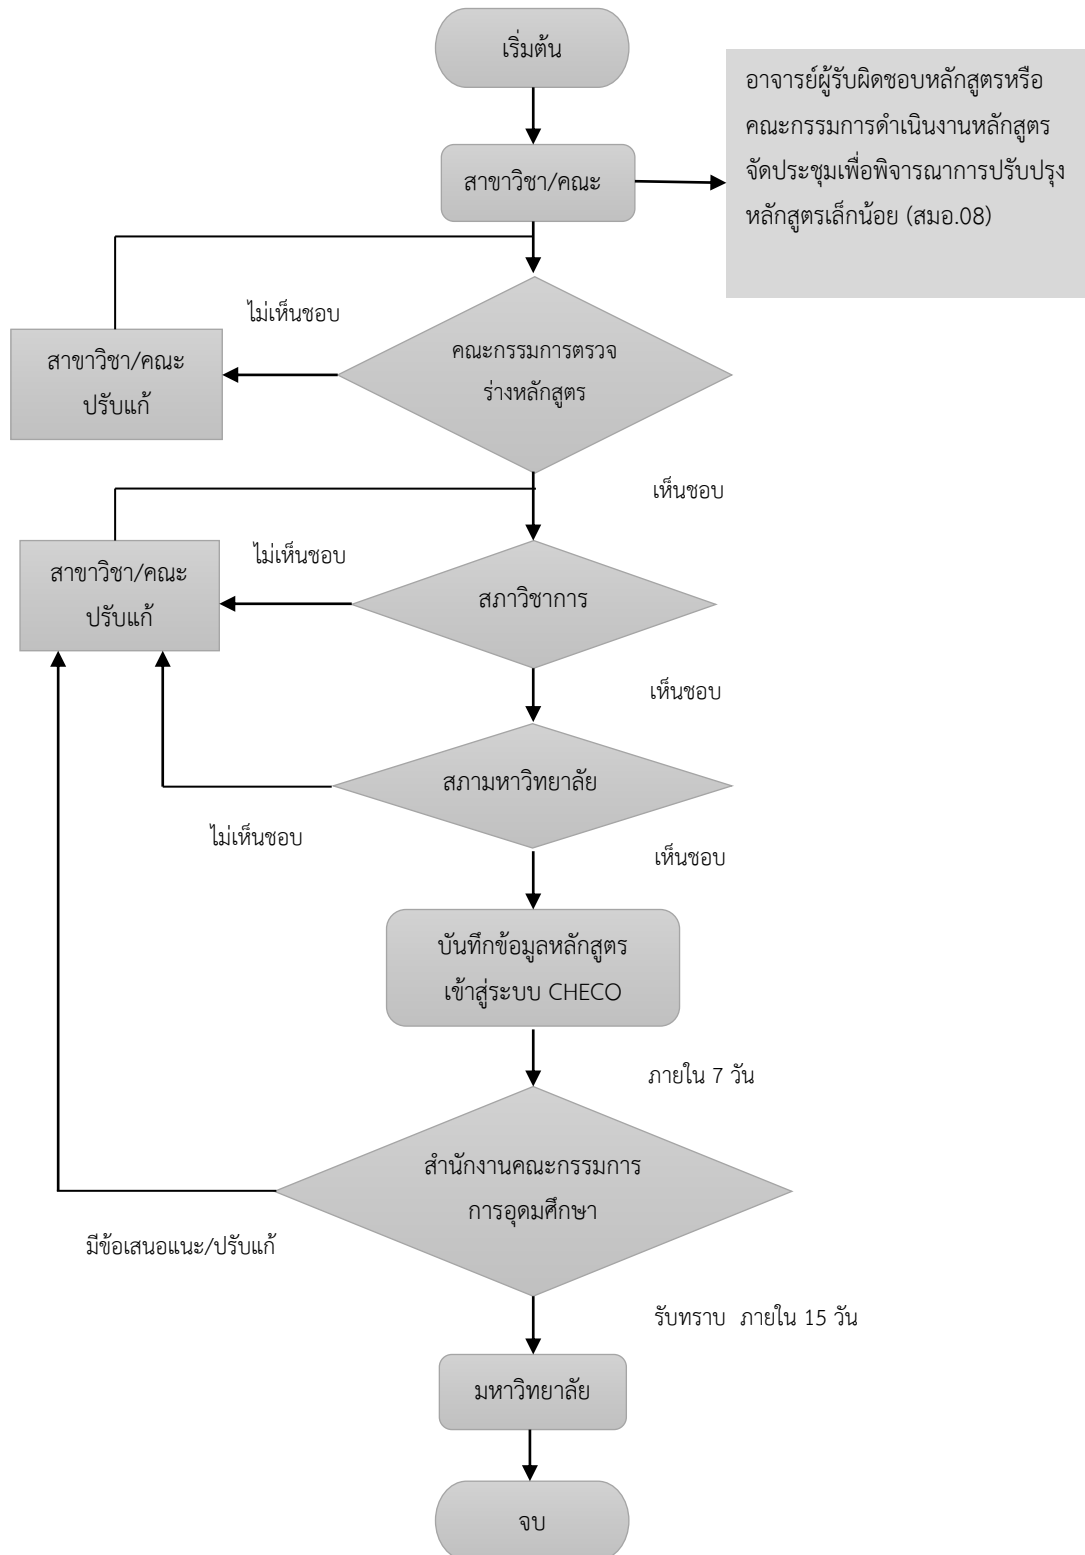 เริ่มต้น
อาจารย์ผู้รับผิดชอบหลักสูตรหรือ
คณะกรรมการดำเนินงานหลักสูตร
จัดประชุมเพื่อพิจารณาการปรับปรุง
หลักสูตรเล็กน้อย (สมอ.08)
สาขาวิชา/คณะ
ไม่เห็นชอบ
สาขาวิชา/คณะ
ปรับแก้
คณะกรรมการตรวจ
ร่างหลักสูตร
เห็นชอบ
ไม่เห็นชอบ
สาขาวิชา/คณะ
ปรับแก้
สภาวิชาการ
เห็นชอบ
สภามหาวิทยาลัย
ไม่เห็นชอบ
เห็นชอบ
บันทึกข้อมูลหลักสูตร
เข้าสู่ระบบ CHECO
ภายใน 7 วัน
สำนักงานคณะกรรมการ
การอุดมศึกษา
มีข้อเสนอแนะ/ปรับแก้
รับทราบ ภายใน 15 วัน
มหาวิทยาลัย
จบ